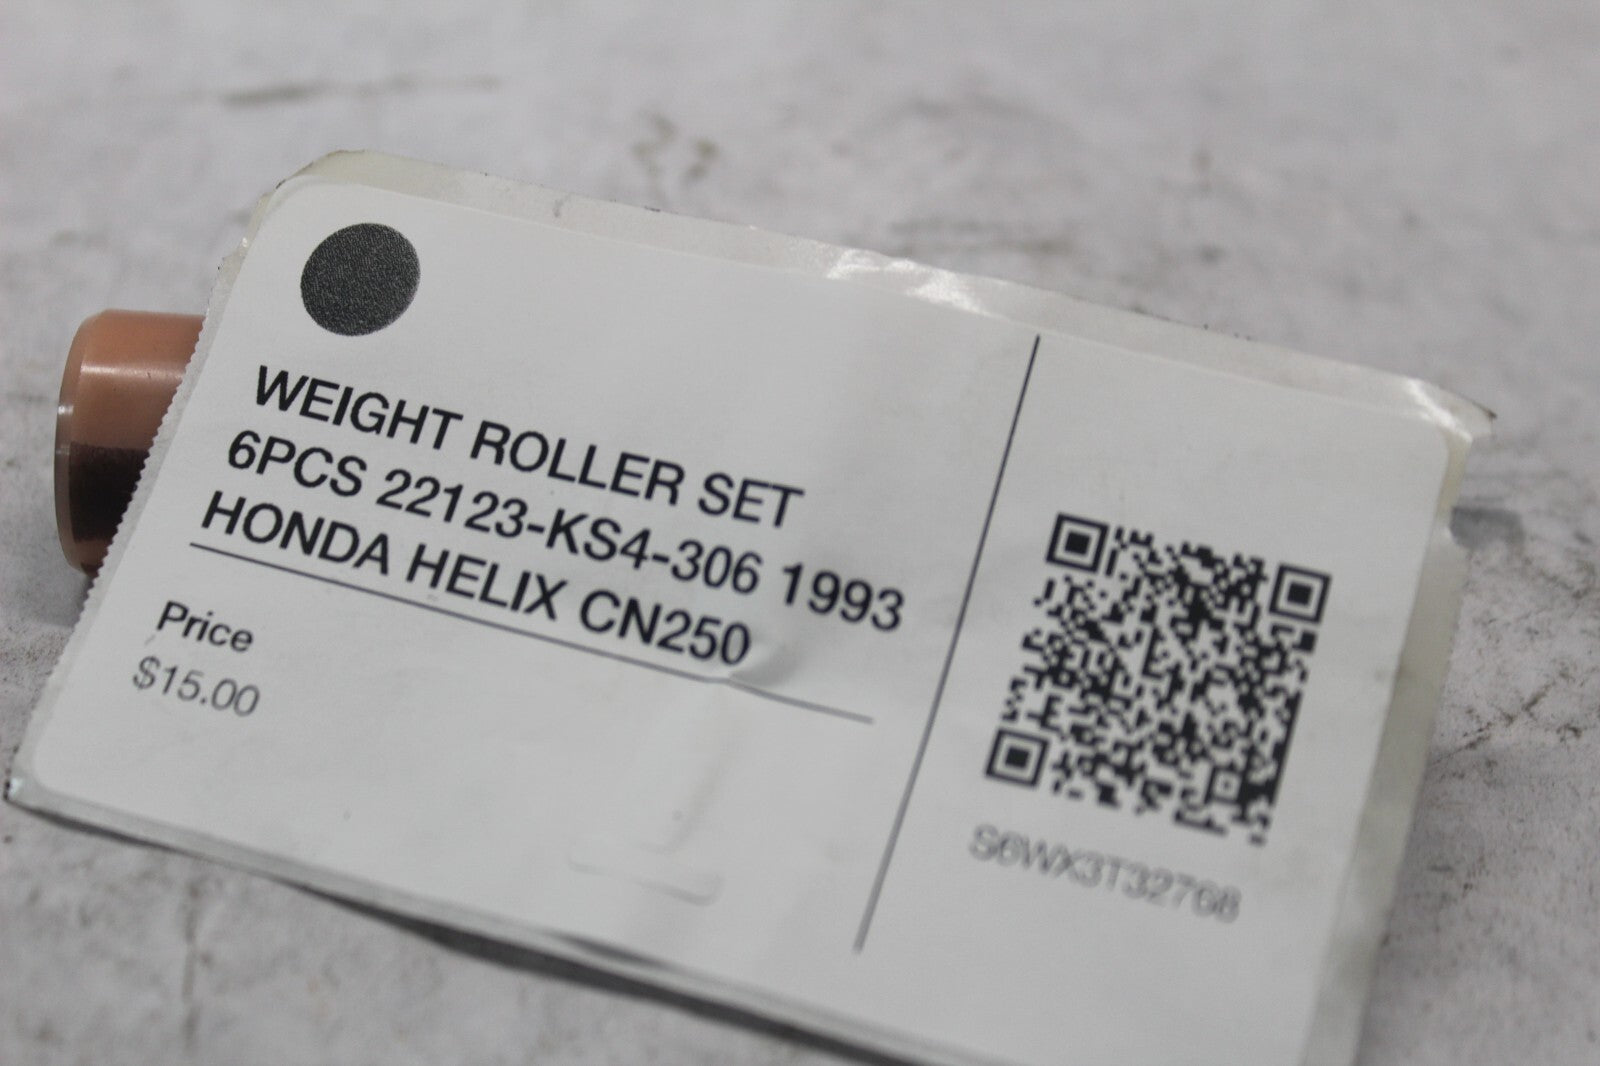 WEIGHT ROLLER SET
6PCS 22123-KS4-306 1993
HONDA HELIX CN250
Price
$15.00
S6WX3T32768